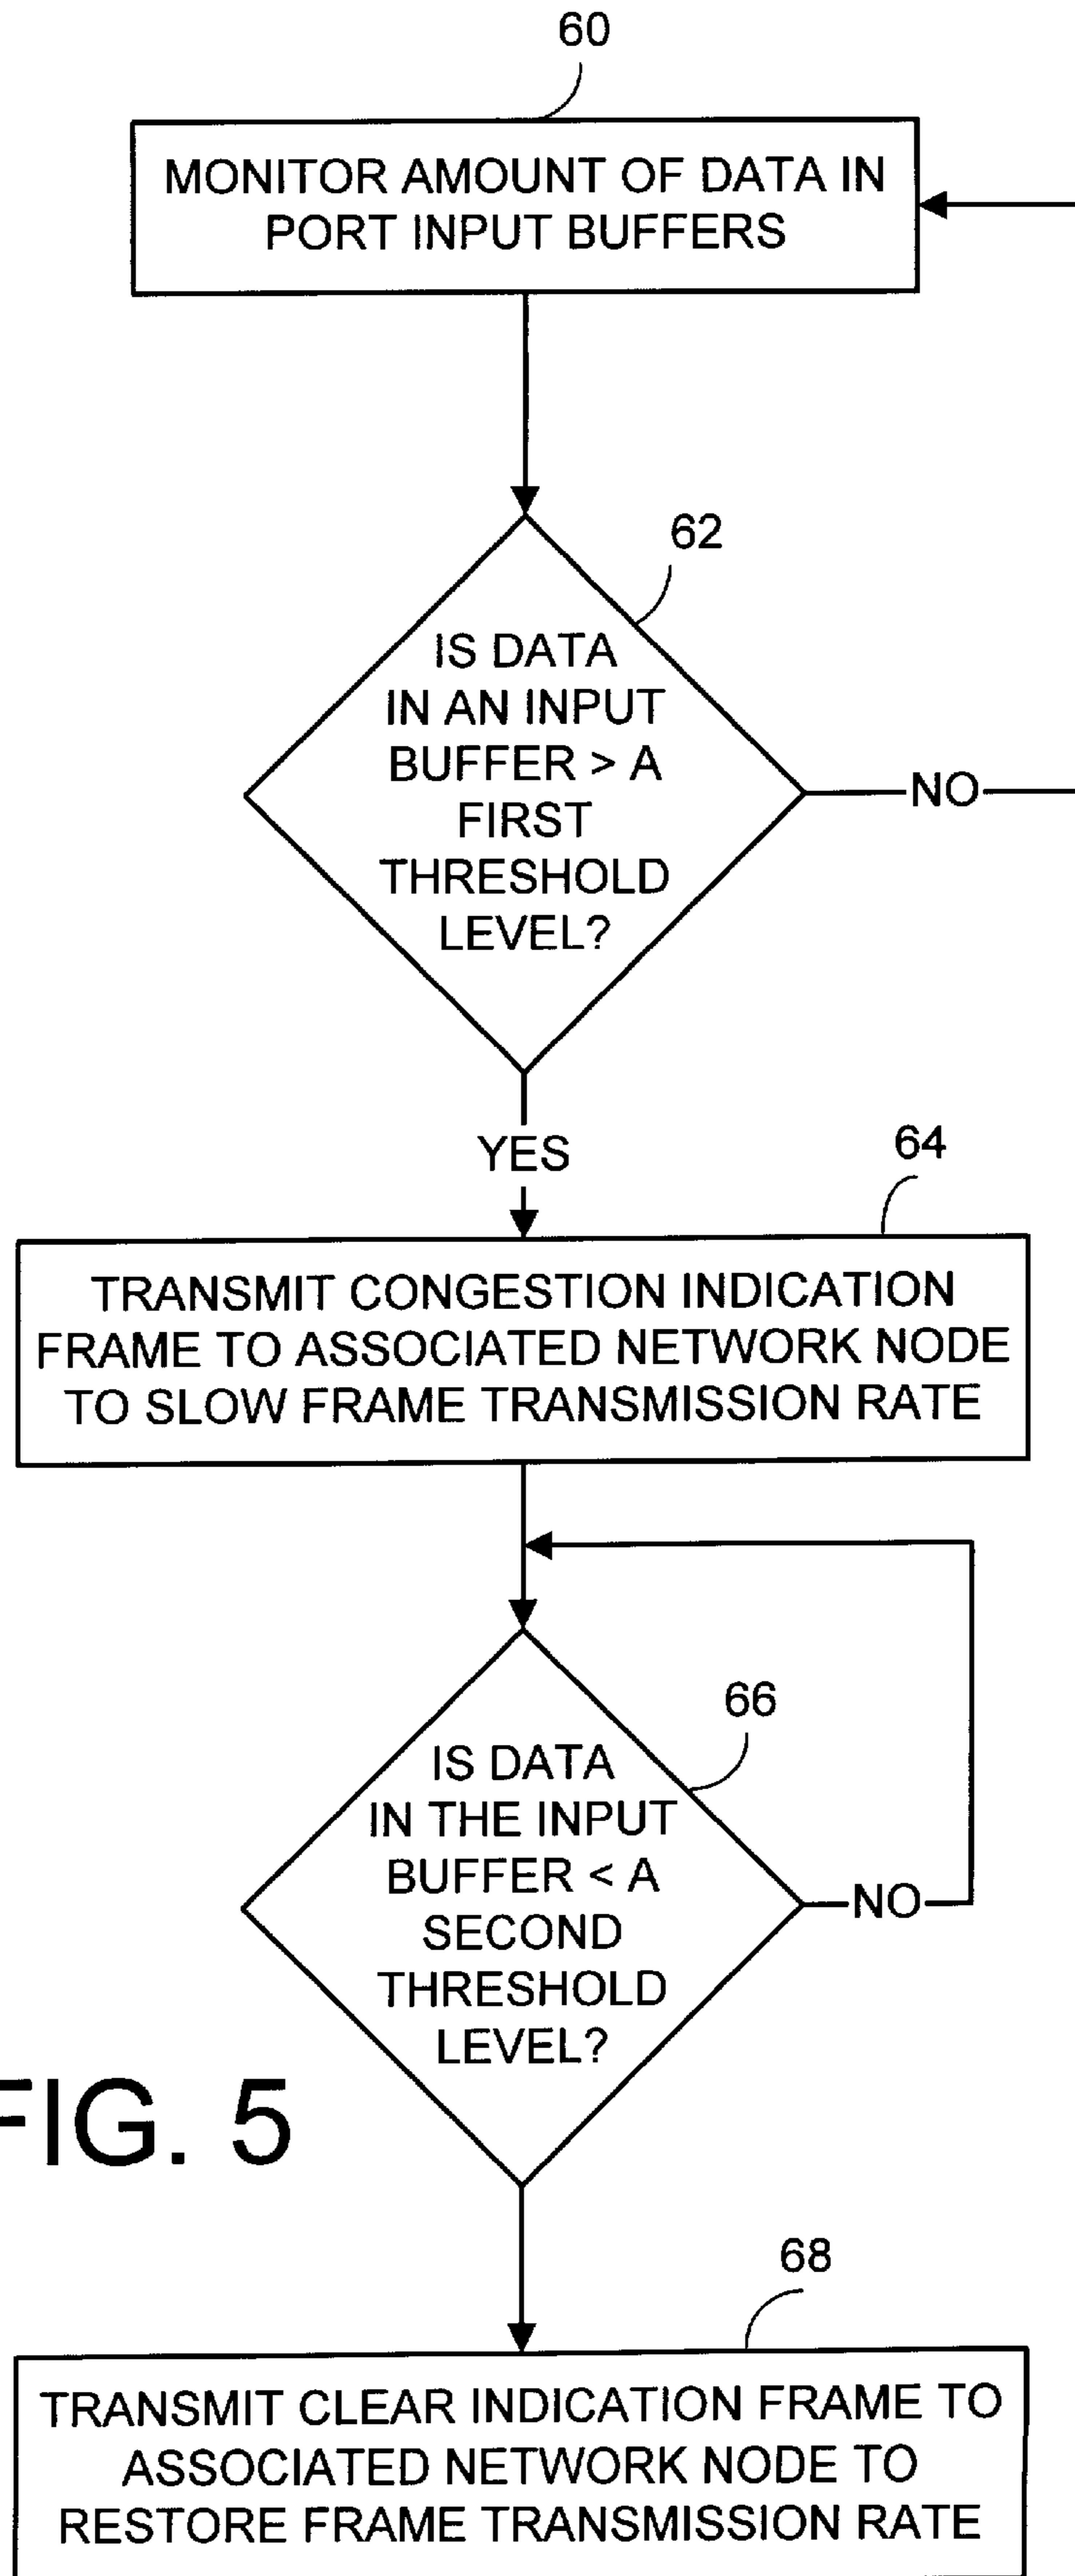 60
MONITOR AMOUNT OF DATA IN
PORT INPUT BUFFERS
62
IS DATA
IN AN INPUT
BUFFER > A
FIRST
THRESHOLD
LEVEL?
NO
YES
64
TRANSMIT CONGESTION INDICATION
FRAME TO ASSOCIATED NETWORK NODE
TO SLOW FRAME TRANSMISSION RATE
66
IS DATA
IN THE INPUT
BUFFER < A
SECOND
THRESHOLD
LEVEL?
NO
FIG. 5
68
TRANSMIT CLEAR INDICATION FRAME TO
ASSOCIATED NETWORK NODE TO
RESTORE FRAME TRANSMISSION RATE